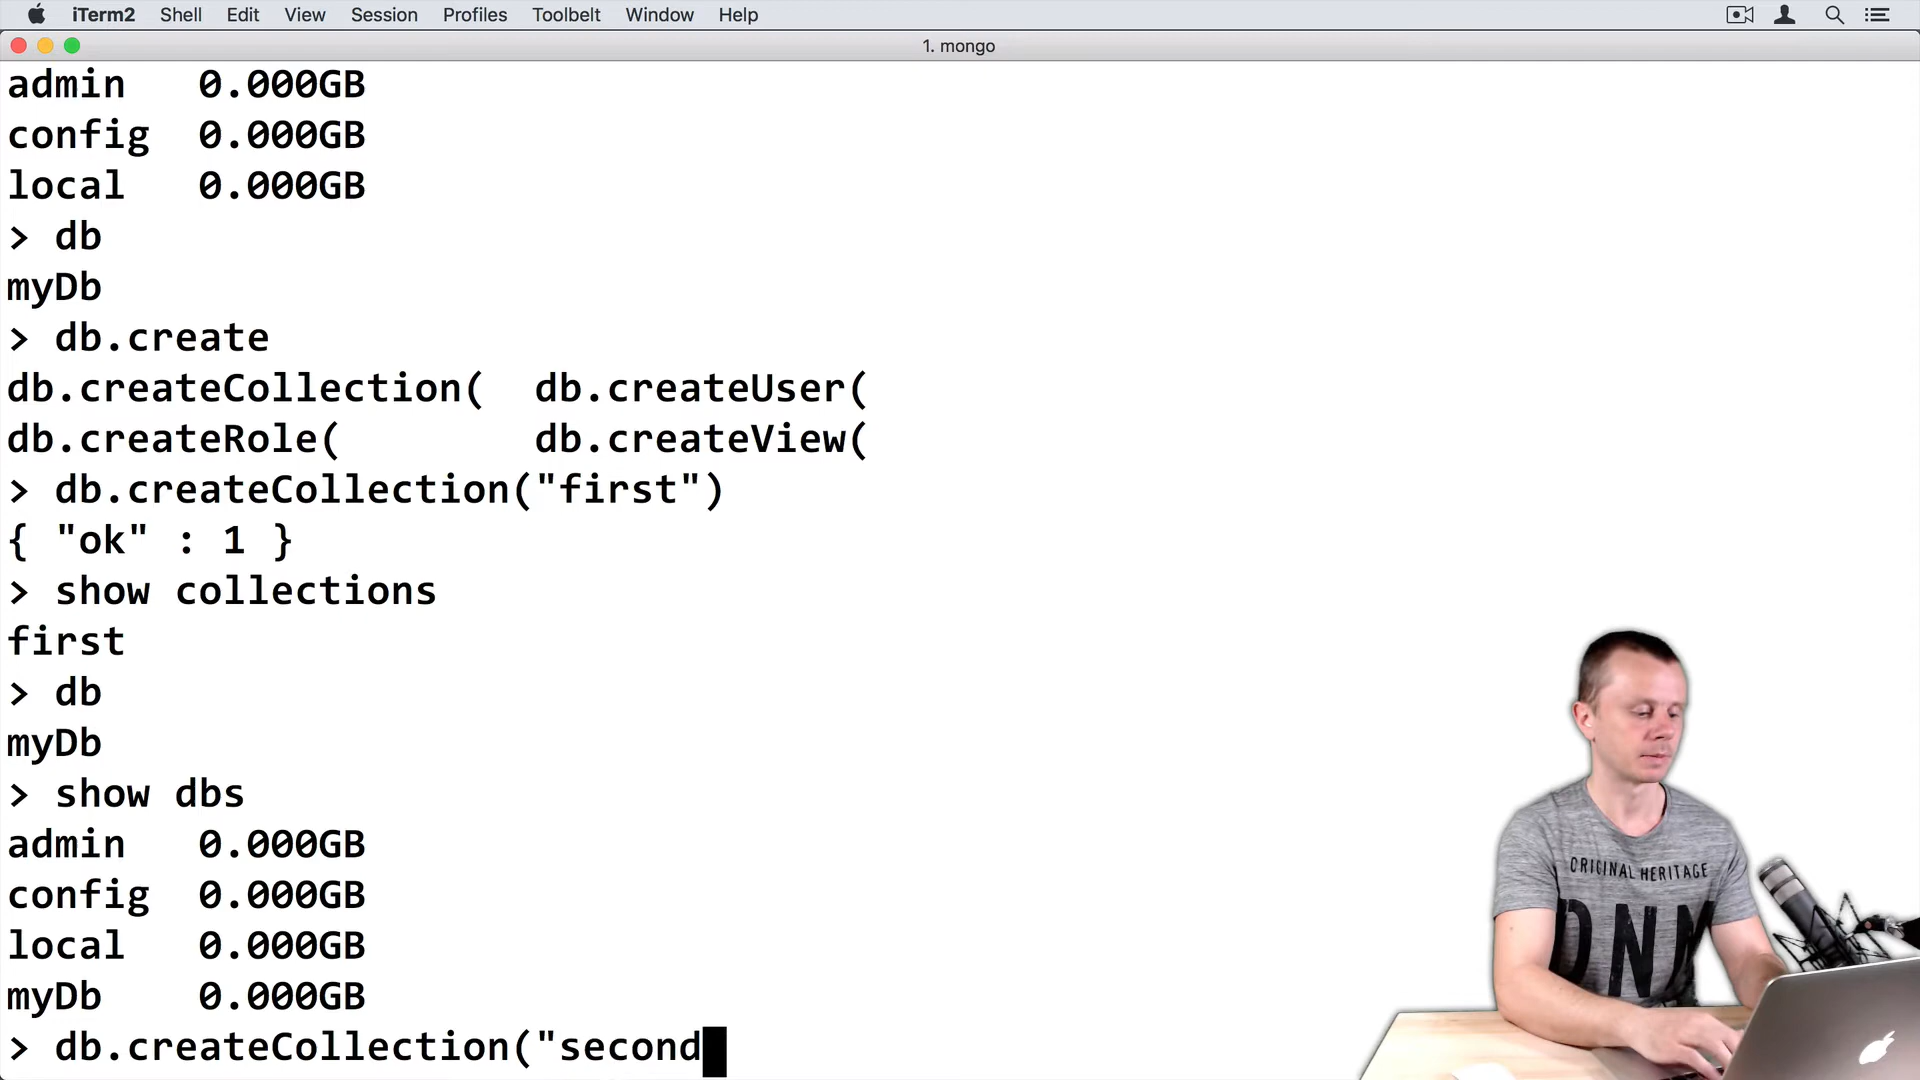 iTerm2 Shell Edit View Session Profiles Toolbelt Window Help
1. mongo
admin 0.000GB
config 0.000GB
local 0.000GB
> db
myDb
> db.create
db.createCollection( db.createUser(
db.createRole( db.createView(
> db.createCollection("first")
{ "ok" : 1 }
> show collections
first
> db
myDb
> show dbs
admin 0.000GB
config 0.000GB
local 0.000GB
myDb 0.000GB
> db.createCollection("second
ORIGINAL HERITAGE
DNM